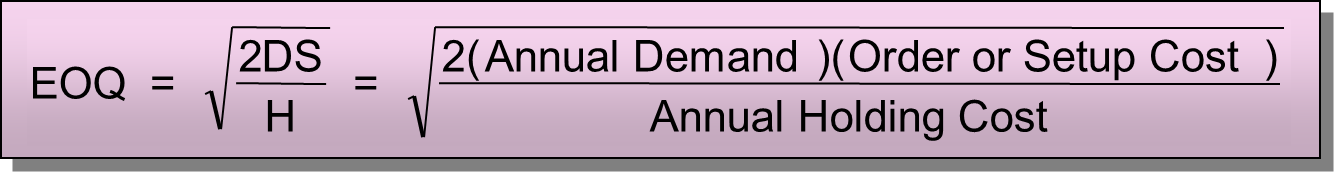 EOQ = √(2DS / H) = √(2(Annual Demand )(Order or Setup Cost ) / Annual Holding Cost)